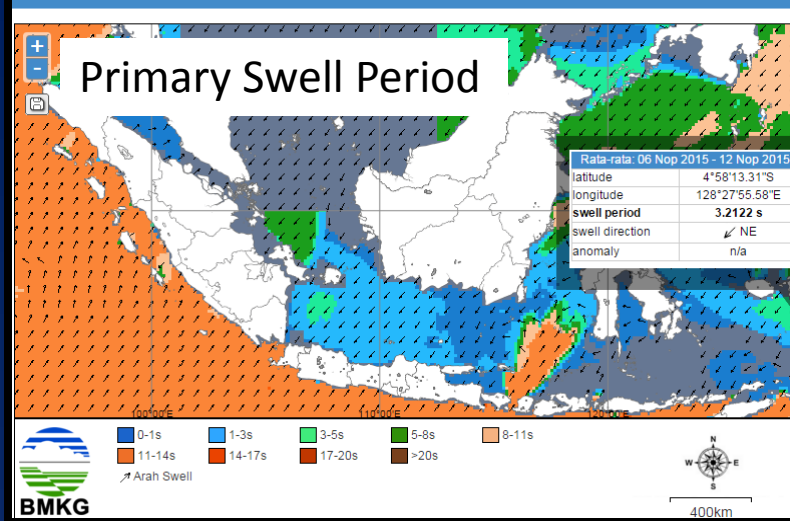 +
-
Primary Swell Period
Rata-rata: 06 Nop 2015 - 12 Nop 2015
latitude 4°58'13.31"S
longitude 128°27'55.58"E
swell period 3.2122 s
swell direction ↙ NE
anomaly n/a
100°00'E 110°00'E 120°00'E
0-1s 1-3s 3-5s 5-8s 8-11s
11-14s 14-17s 17-20s >20s
Arah Swell
BMKG
N
W E
S
400km